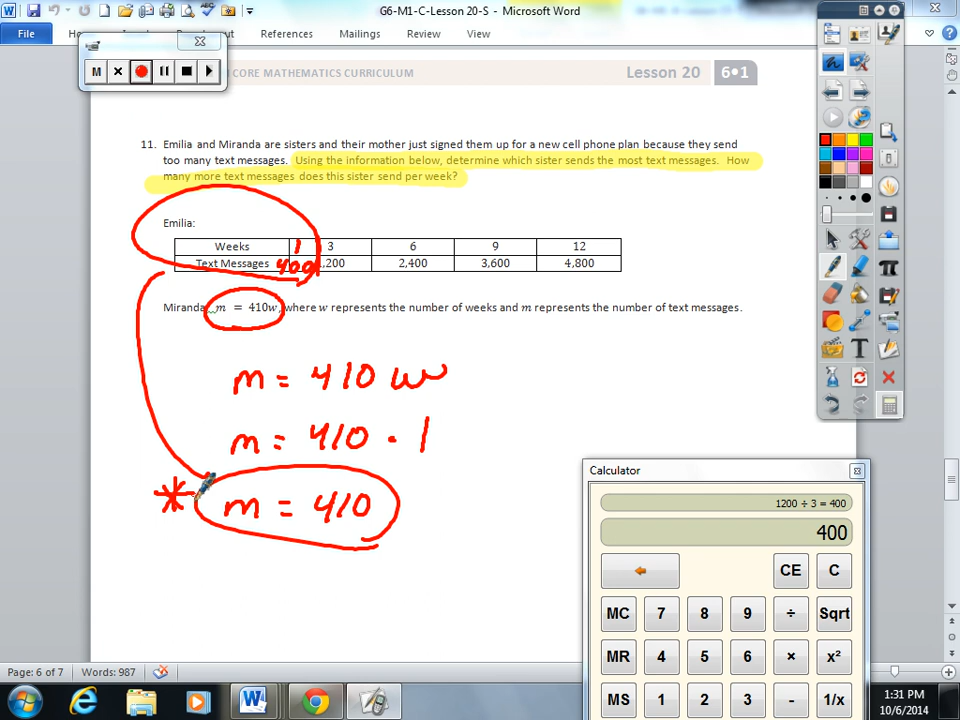 G6-M1-C-Lesson 20-S - Microsoft Word
File
References
Mailings
Review
View
M
CORE MATHEMATICS CURRICULUM
Lesson 20
6•1
11. Emilia and Miranda are sisters and their mother just signed them up for a new cell phone plan because they send
too many text messages. Using the information below, determine which sister sends the most text messages. How
many more text messages does this sister send per week?
Emilia:
Weeks 1 3 6 9 12
Text Messages 400 1,200 2,400 3,600 4,800
Miranda: m = 410w, where w represents the number of weeks and m represents the number of text messages.
m = 410 w
m = 410 · 1
* m = 410
Calculator
1200 ÷ 3 = 400
400
CE C
MC 7 8 9 ÷ Sqrt
MR 4 5 6 × x²
MS 1 2 3 - 1/x
Page: 6 of 7 Words: 987
1:31 PM
10/6/2014